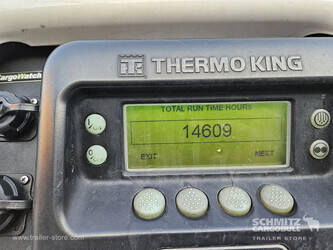 THERMO KING
CargoWatch
TOTAL RUN TIME HOURS
14609
EXIT
NEXT
SCHMITZ
CARGOBULL
TRAILER STORE
www.trailer-store.com